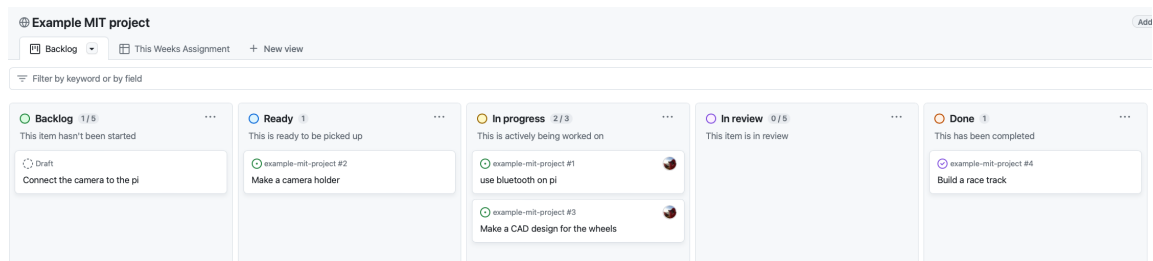 Example MIT project
Add
Backlog
This Weeks Assignment
+ New view
Filter by keyword or by field
Backlog 1/5
This item hasn't been started
Draft
Connect the camera to the pi
Ready 1
This is ready to be picked up
example-mit-project #2
Make a camera holder
In progress 2/3
This is actively being worked on
example-mit-project #1
use bluetooth on pi
example-mit-project #3
Make a CAD design for the wheels
In review 0/5
This item is in review
Done 1
This has been completed
example-mit-project #4
Build a race track